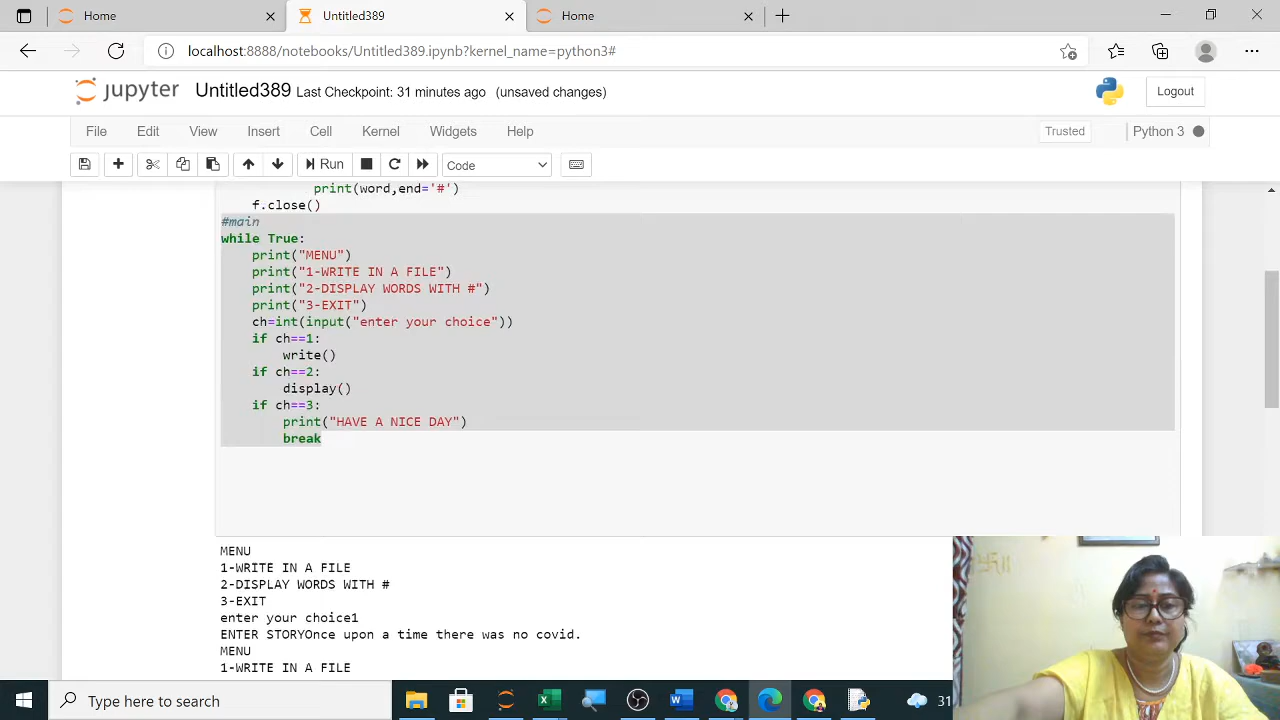 Home
Untitled389
Home
localhost:8888/notebooks/Untitled389.ipynb?kernel_name=python3#
jupyter Untitled389 Last Checkpoint: 31 minutes ago (unsaved changes)
Logout
File Edit View Insert Cell Kernel Widgets Help
Trusted
Python 3
Run
Code
print(word,end='#')
f.close()
#main
while True:
print("MENU")
print("1-WRITE IN A FILE")
print("2-DISPLAY WORDS WITH #")
print("3-EXIT")
ch=int(input("enter your choice"))
if ch==1:
write()
if ch==2:
display()
if ch==3:
print("HAVE A NICE DAY")
break
MENU
1-WRITE IN A FILE
2-DISPLAY WORDS WITH #
3-EXIT
enter your choice1
ENTER STORYOnce upon a time there was no covid.
MENU
1-WRITE IN A FILE
Type here to search
31